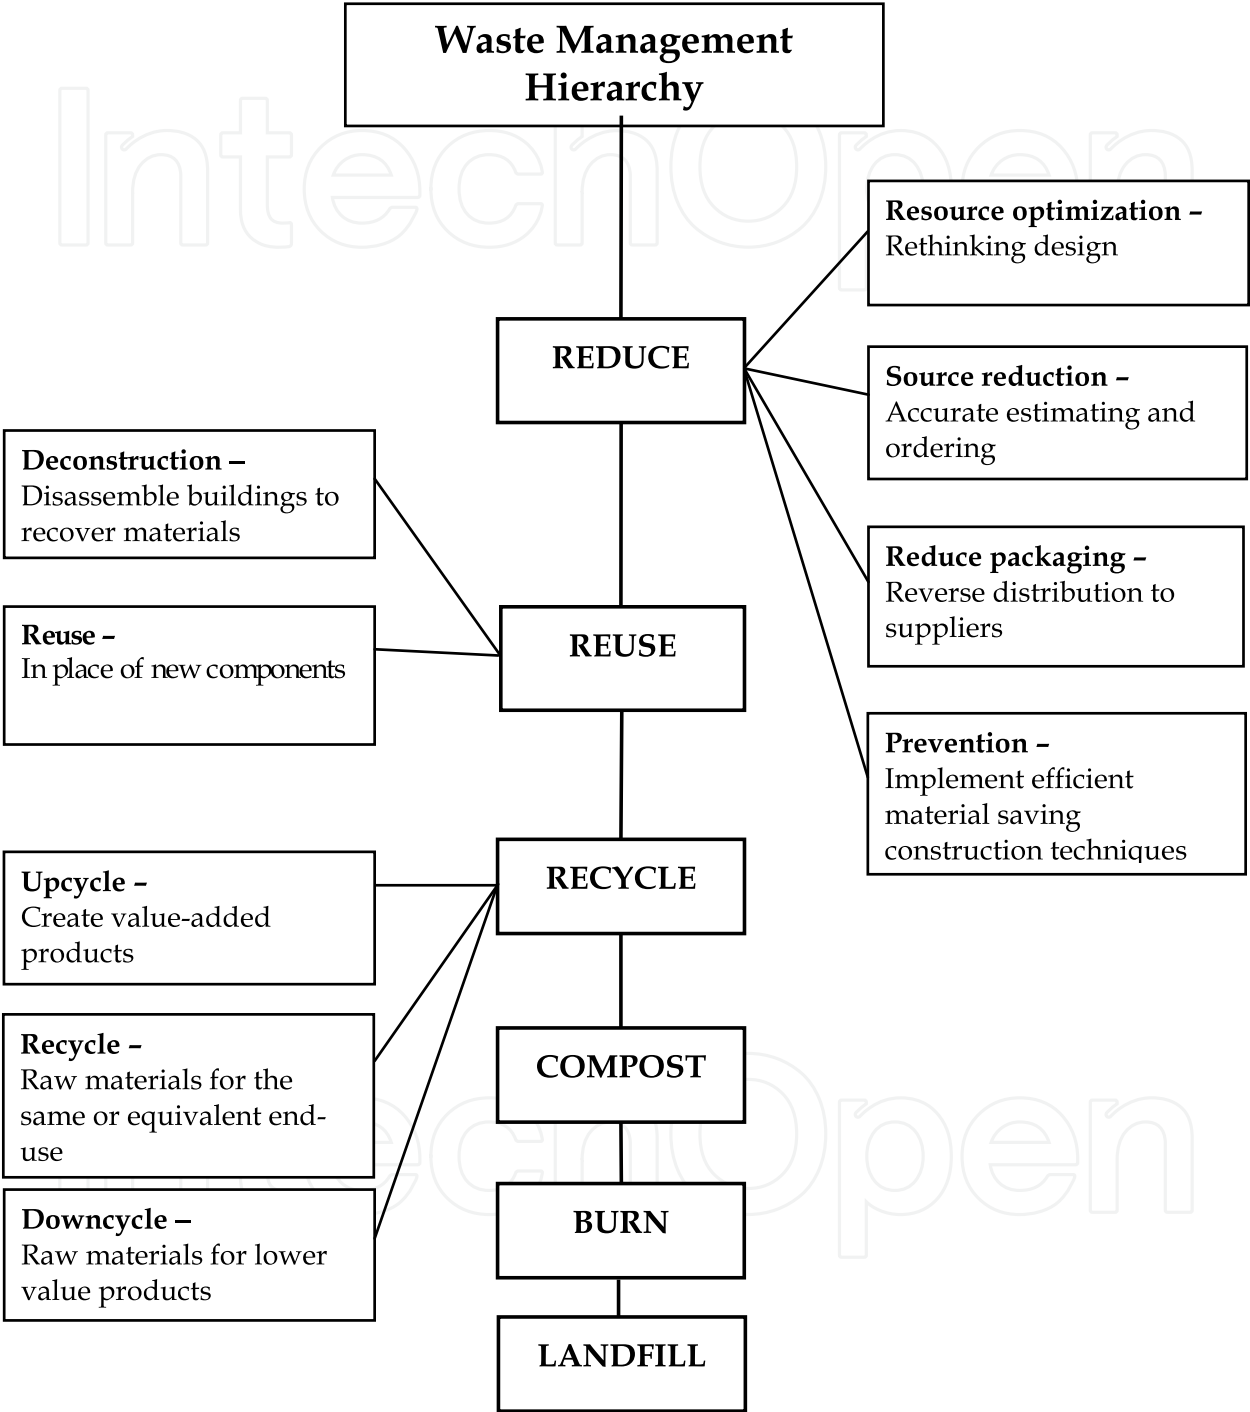 Waste Management
Hierarchy
Resource optimization –
Rethinking design
REDUCE
Source reduction –
Accurate estimating and
ordering
Deconstruction –
Disassemble buildings to
recover materials
Reduce packaging –
Reverse distribution to
suppliers
Reuse –
In place of new components
REUSE
Prevention –
Implement efficient
material saving
construction techniques
Upcycle –
Create value-added
products
RECYCLE
Recycle –
Raw materials for the
same or equivalent end-
use
COMPOST
Downcycle –
Raw materials for lower
value products
BURN
LANDFILL
IntechOpen
IntechOpen